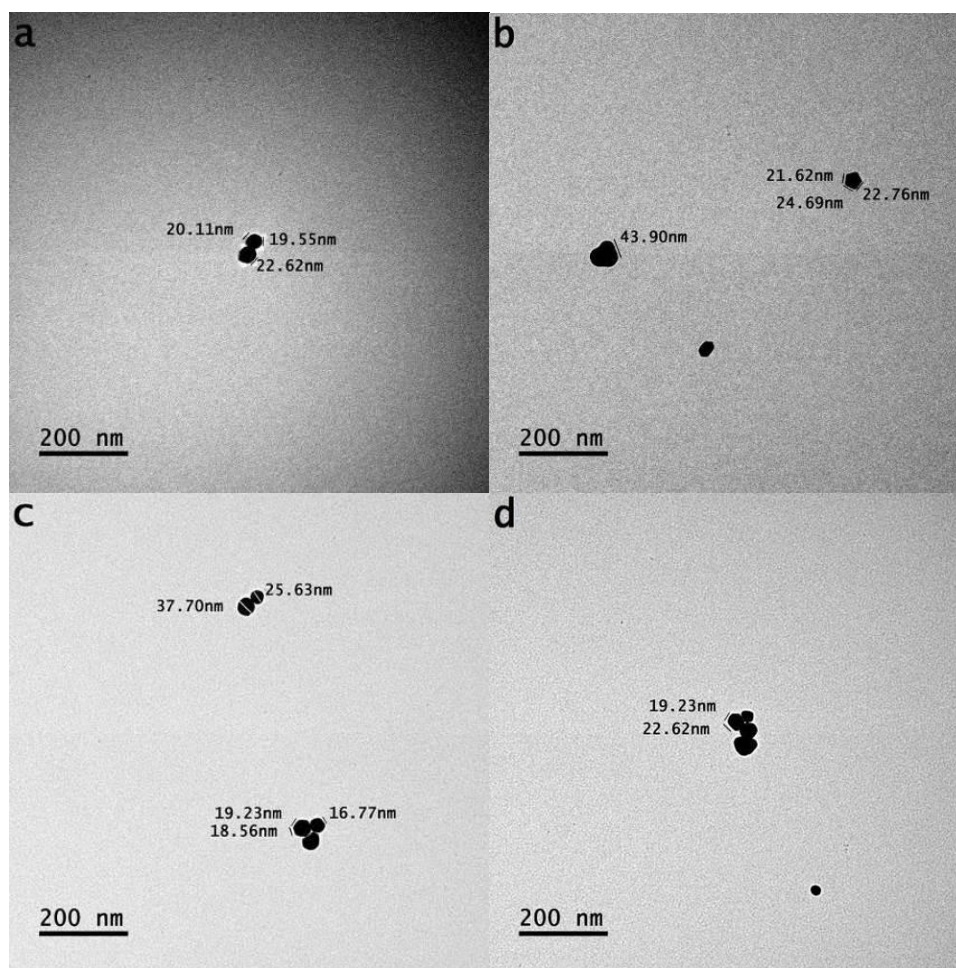 a
20.11nm
19.55nm
22.62nm
200 nm
b
21.62nm
24.69nm
22.76nm
43.90nm
200 nm
c
25.63nm
37.70nm
19.23nm
16.77nm
18.56nm
200 nm
d
19.23nm
22.62nm
200 nm